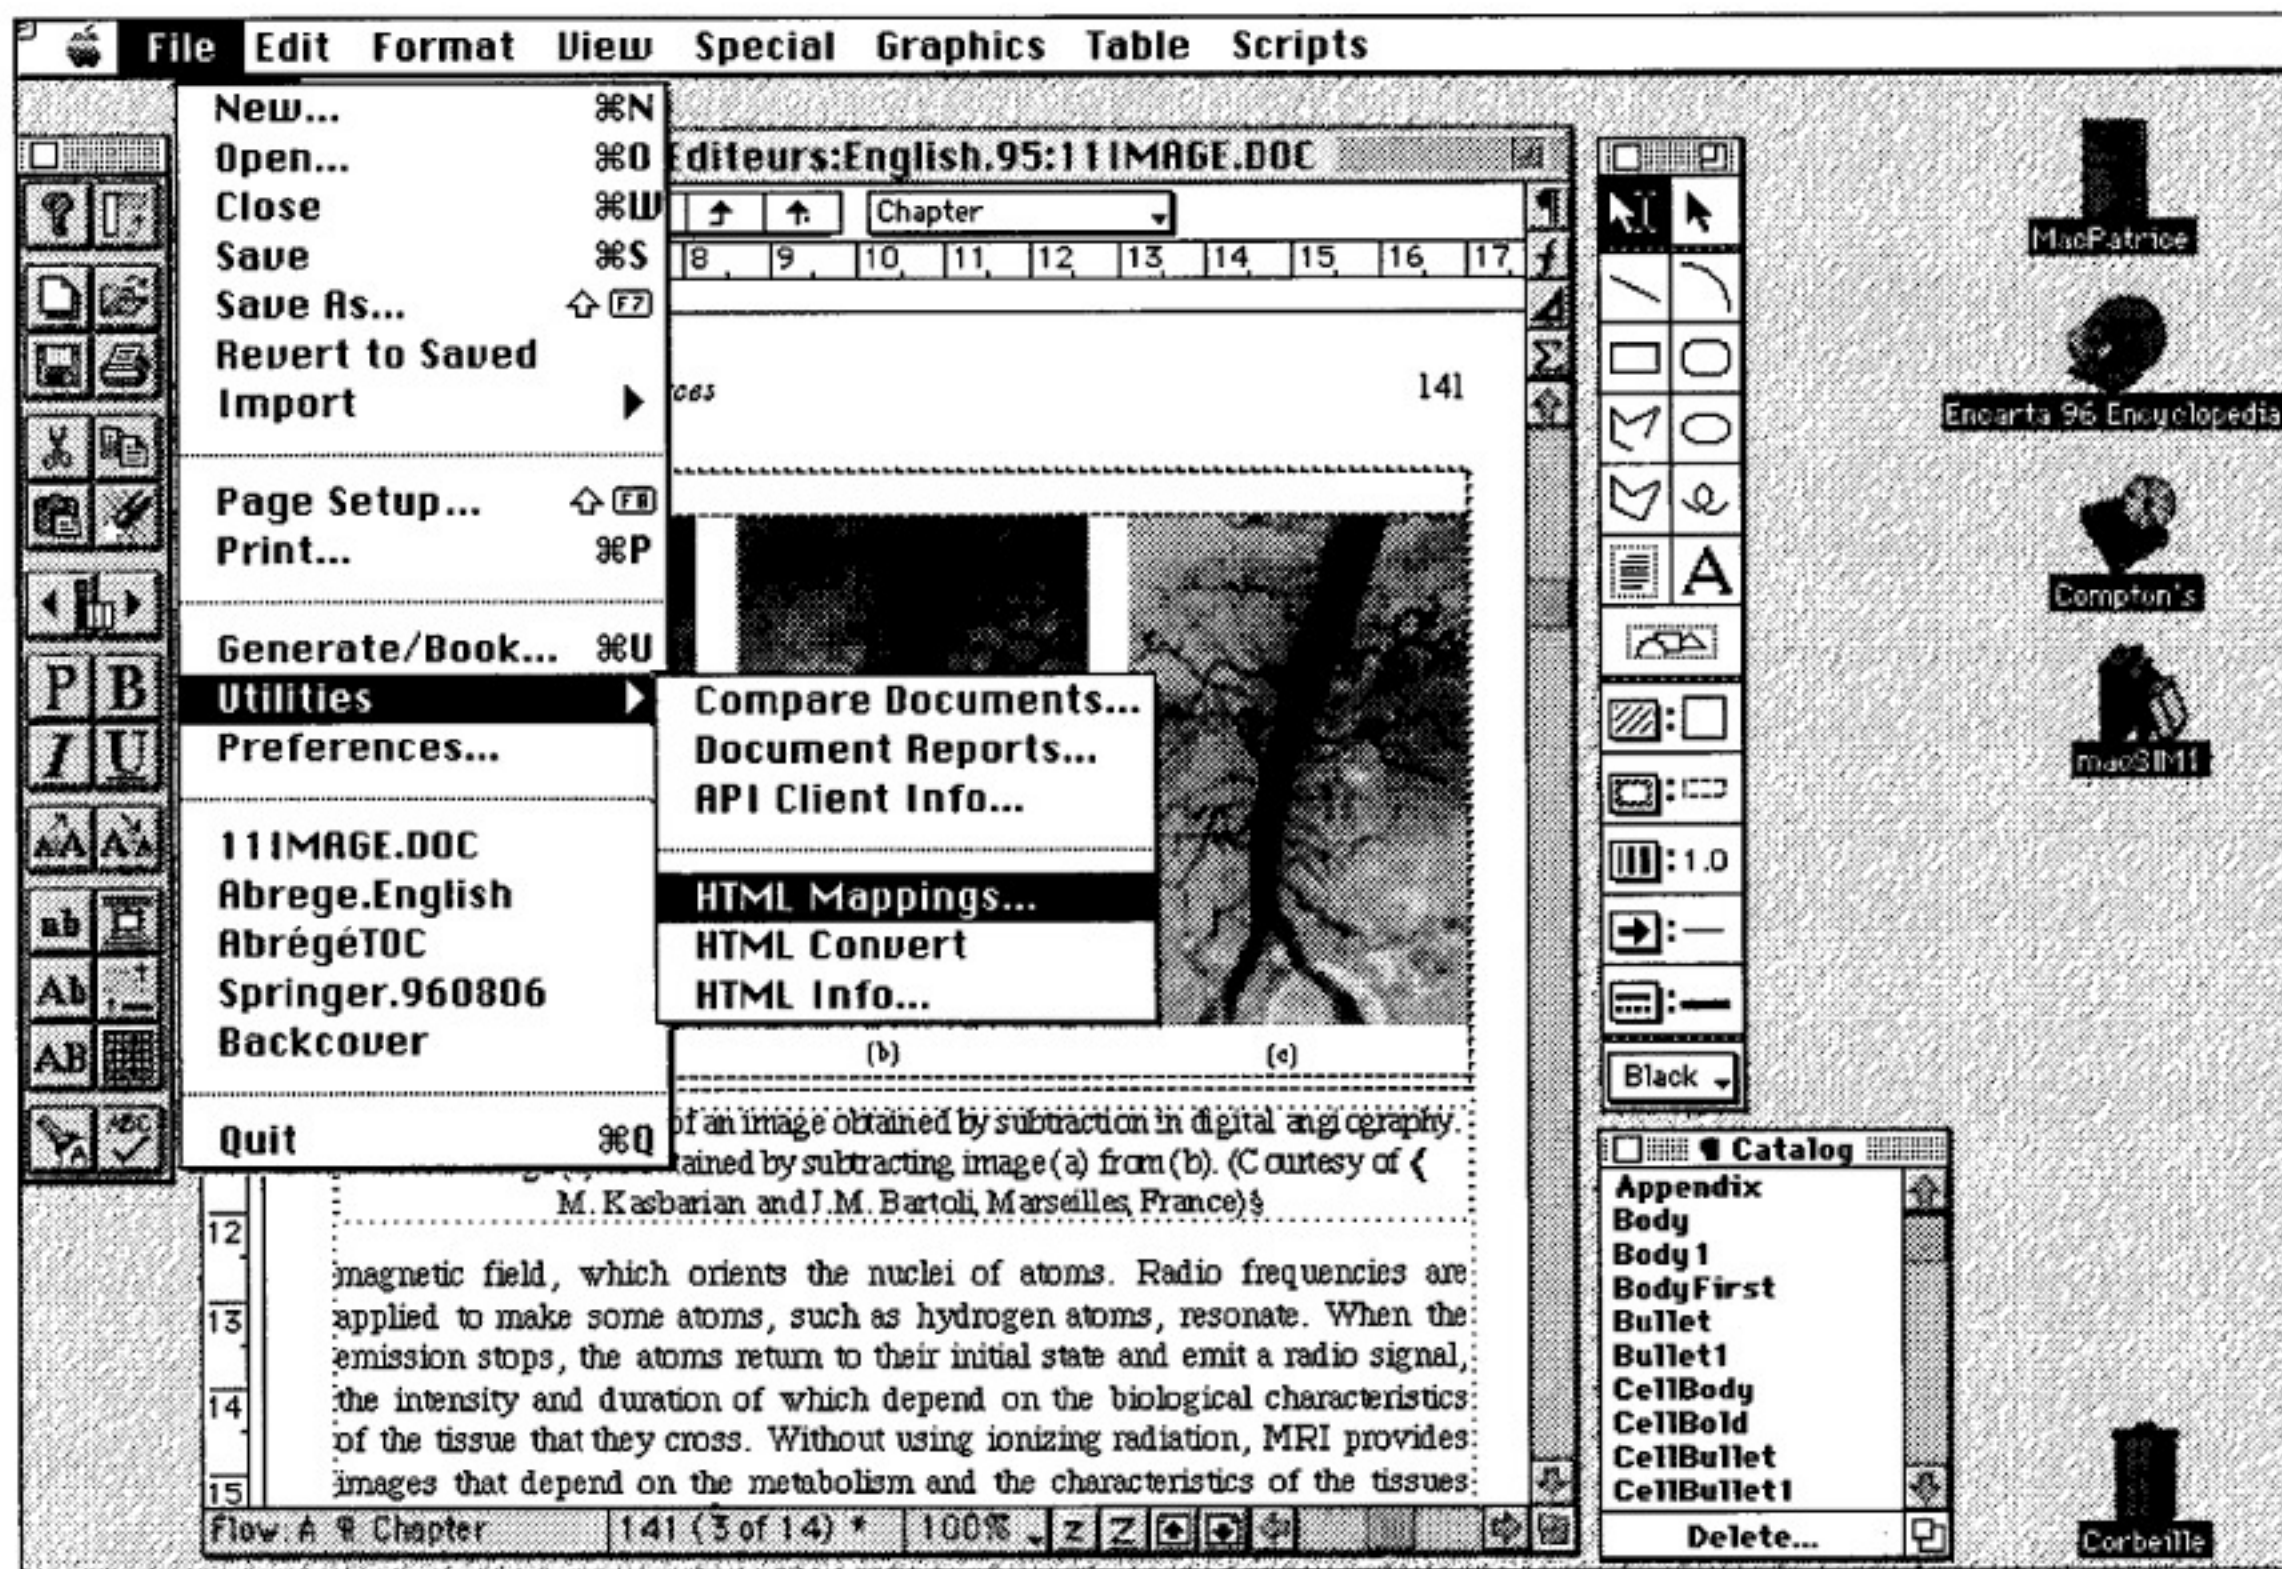 File Edit Format View Special Graphics Table Scripts
New... ⌘N
Open... ⌘O
Close ⌘W
Save ⌘S
Save As... ⇧ F7
Revert to Saved
Import
Page Setup... ⇧ F8
Print... ⌘P
Generate/Book... ⌘U
Utilities
Preferences...
11IMAGE.DOC
Abrege.English
AbrégéTOC
Springer.960806
Backcover
Quit ⌘Q
Compare Documents...
Document Reports...
API Client Info...
HTML Mappings...
HTML Convert
HTML Info...
P B
I U
ab
Ab
AB
ABC
Editeurs:English.95:11IMAGE.DOC
Chapter
8 9 10 11 12 13 14 15 16 17
141
(b) (c)
of an image obtained by subtraction in digital angiography.
tained by subtracting image (a) from (b). (Courtesy of
M. Kasbarian and J.M. Bartoli, Marseilles, France)§
magnetic field, which orients the nuclei of atoms. Radio frequencies are
applied to make some atoms, such as hydrogen atoms, resonate. When the
emission stops, the atoms return to their initial state and emit a radio signal,
the intensity and duration of which depend on the biological characteristics
of the tissue that they cross. Without using ionizing radiation, MRI provides
images that depend on the metabolism and the characteristics of the tissues
12
13
14
15
Flow: A ¶ Chapter 141 (3 of 14) * 100% z Z
A
1.0
Black
¶ Catalog
Appendix
Body
Body1
BodyFirst
Bullet
Bullet1
CellBody
CellBold
CellBullet
CellBullet1
Delete...
MacPatrice
Encarta 96 Encyclopedia
Compton's
macSIM1
Corbeille